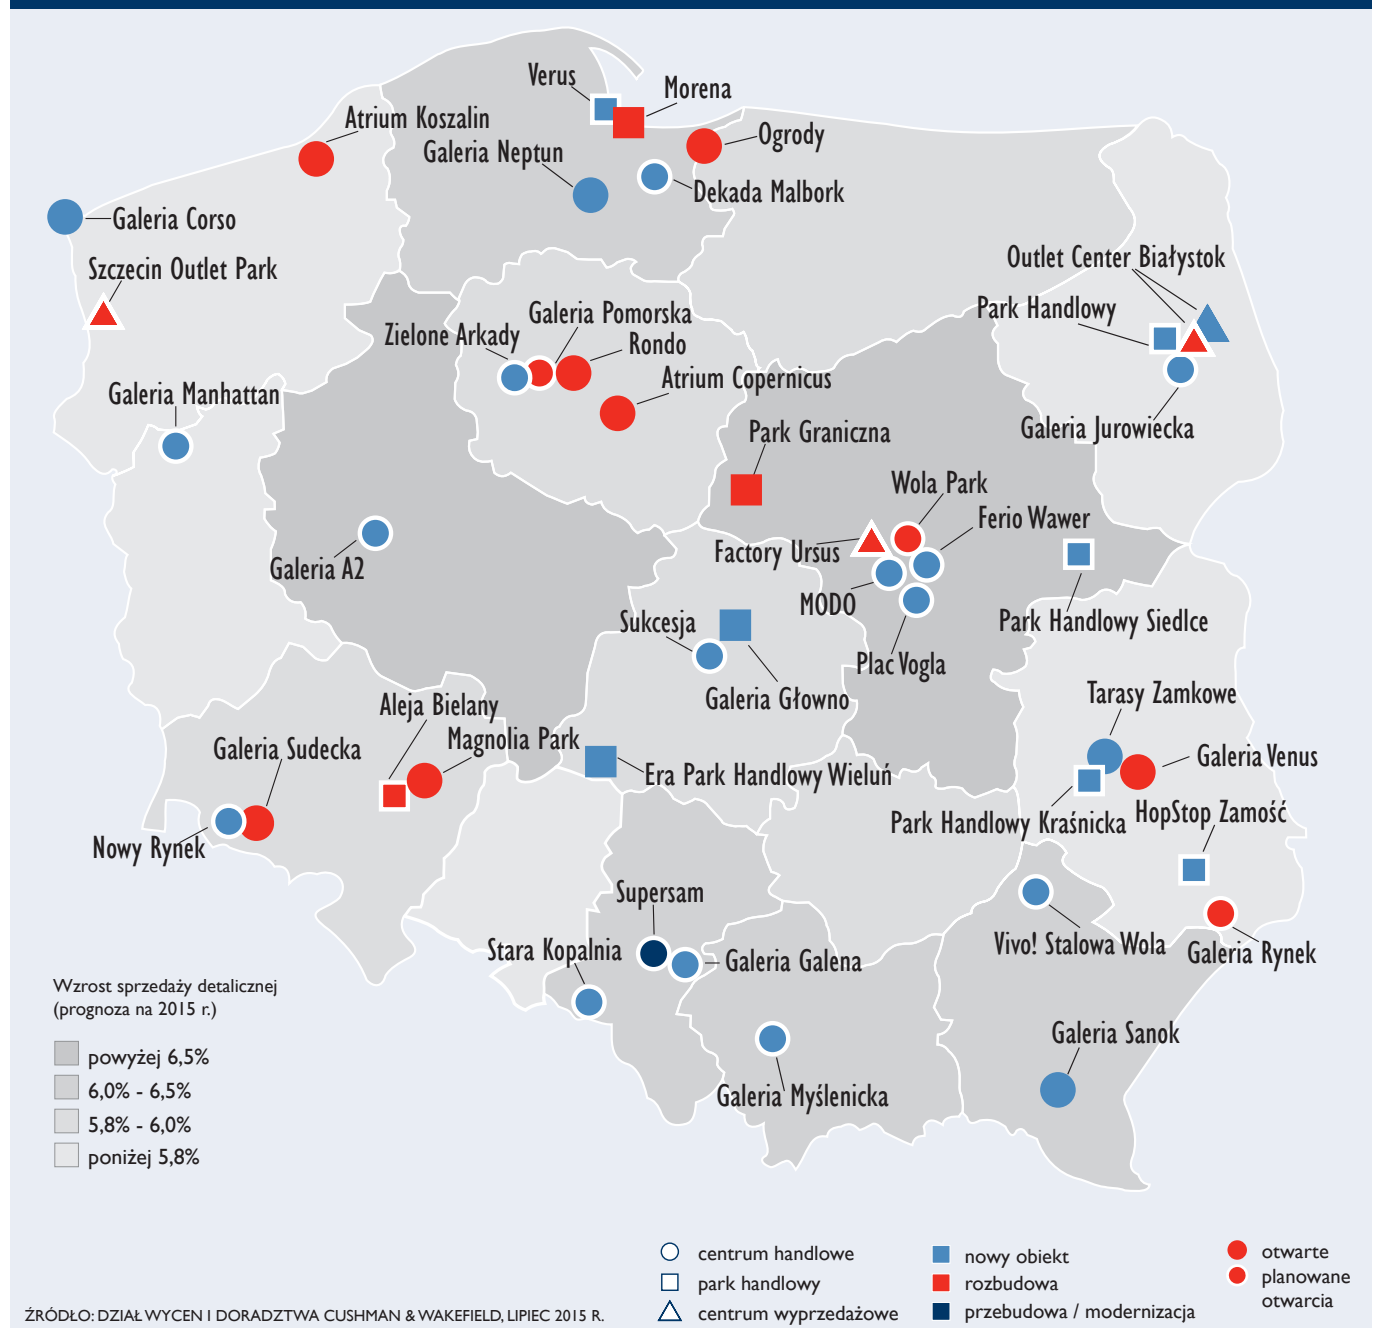 Verus
Morena
Atrium Koszalin
Ogrody
Galeria Neptun
Dekada Malbork
Galeria Corso
Outlet Center Białystok
Szczecin Outlet Park
Park Handlowy
Galeria Pomorska
Zielone Arkady
Rondo
Atrium Copernicus
Galeria Manhattan
Galeria Jurowiecka
Park Graniczna
Wola Park
Ferio Wawer
Factory Ursus
Galeria A2
MODO
Sukcesja
Park Handlowy Siedlce
Plac Vogla
Galeria Głowno
Tarasy Zamkowe
Aleja Bielany
Magnolia Park
Galeria Sudecka
Galeria Venus
Era Park Handlowy Wieluń
HopStop Zamość
Park Handlowy Kraśnicka
Nowy Rynek
Supersam
Vivo! Stalowa Wola
Stara Kopalnia
Galeria Rynek
Galeria Galena
Galeria Sanok
Galeria Myślenicka
Wzrost sprzedaży detalicznej
(prognoza na 2015 r.)
powyżej 6,5%
6,0% - 6,5%
5,8% - 6,0%
poniżej 5,8%
centrum handlowe
park handlowy
centrum wyprzedażowe
nowy obiekt
rozbudowa
przebudowa / modernizacja
otwarte
planowane
otwarcia
ŹRÓDŁO: DZIAŁ WYCEN I DORADZTWA CUSHMAN & WAKEFIELD, LIPIEC 2015 R.